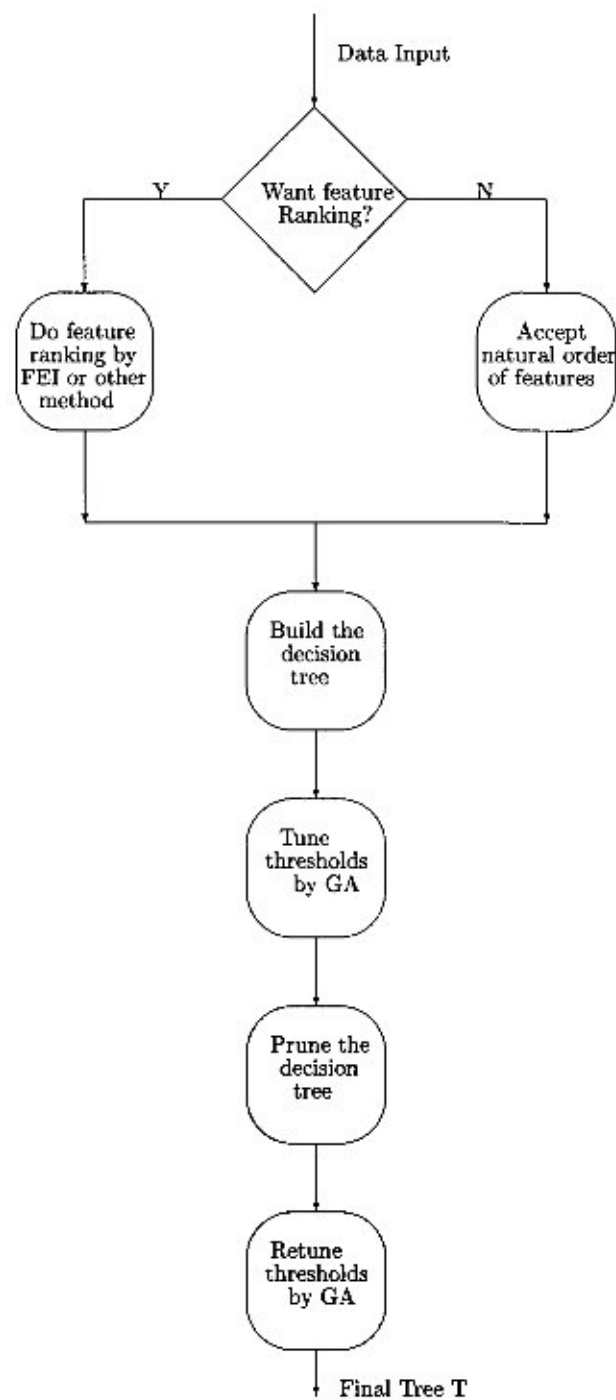 Data Input
Want feature
Ranking?
Y
N
Do feature
ranking by
FEI or other
method
Accept
natural order
of features
Build the
decision
tree
Tune
thresholds
by GA
Prune the
decision
tree
Retune
thresholds
by GA
Final Tree T